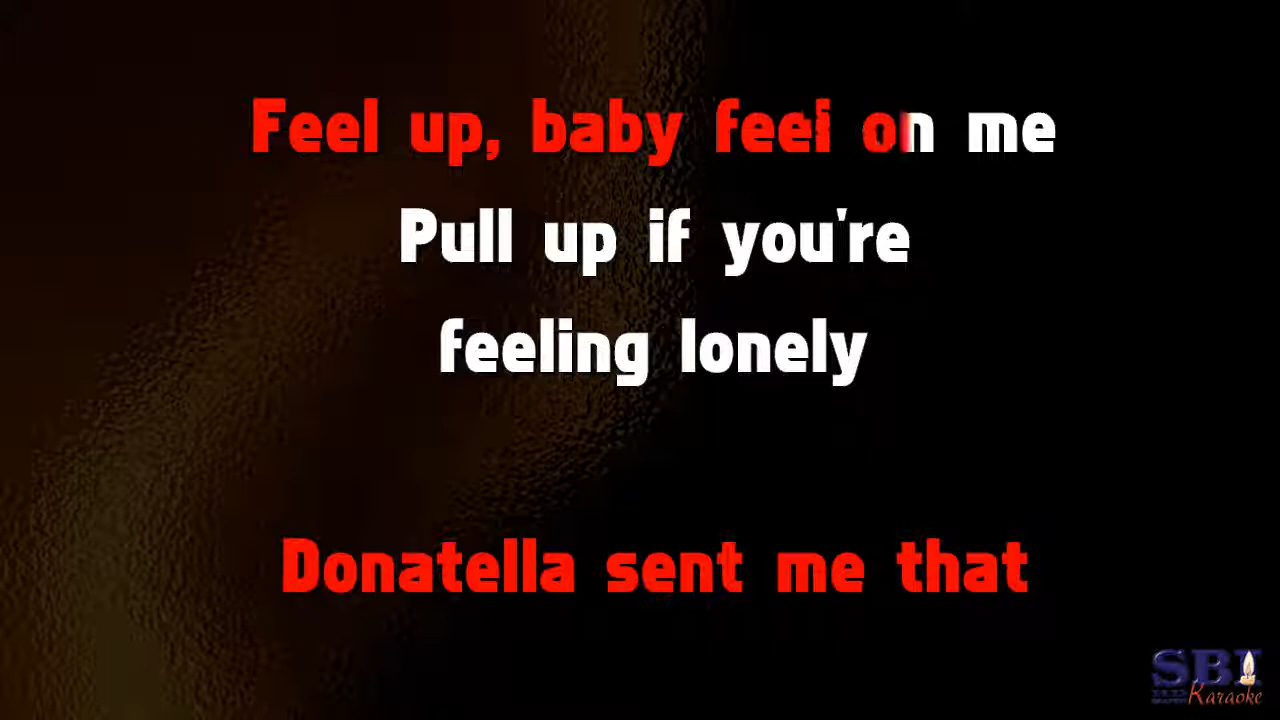 Feel up, baby feel on me
Pull up if you're
feeling lonely
Donatella sent me that
SBI
Karaoke